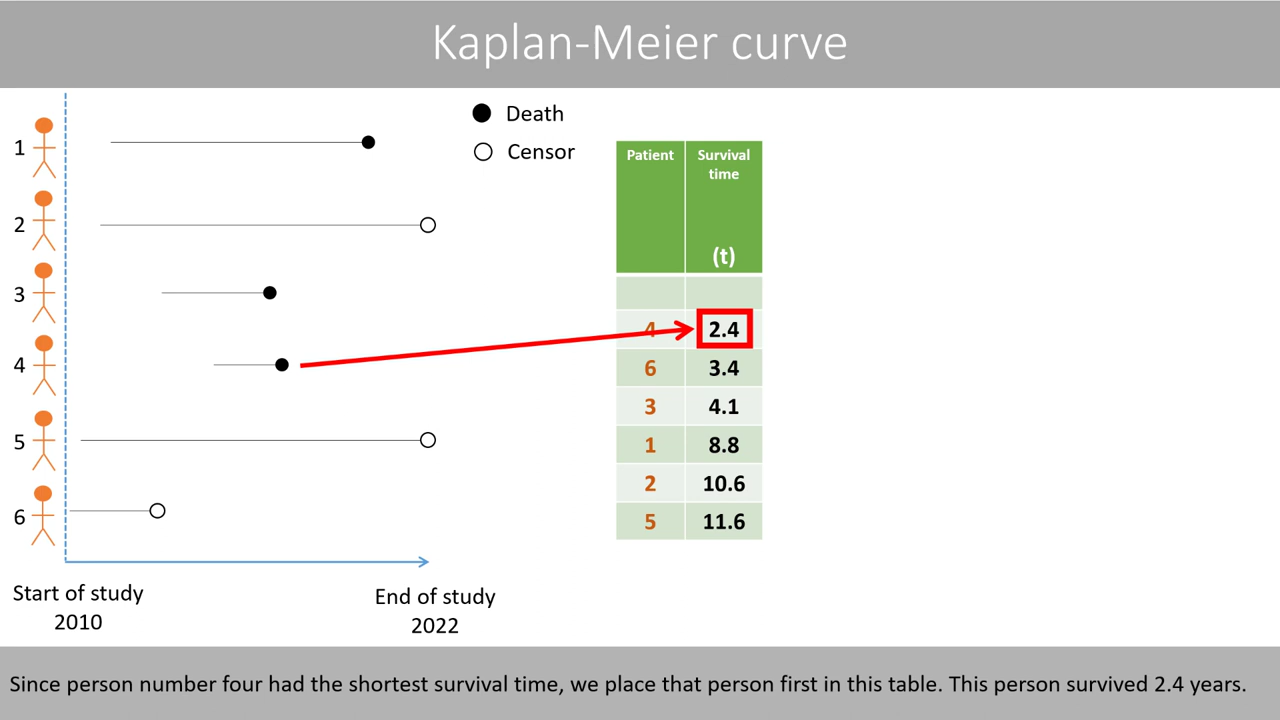 Kaplan-Meier curve
Death
Censor
1
2
3
4
5
6
Patient
Survival
time
(t)
4 2.4
6 3.4
3 4.1
1 8.8
2 10.6
5 11.6
Start of study
2010
End of study
2022
Since person number four had the shortest survival time, we place that person first in this table. This person survived 2.4 years.